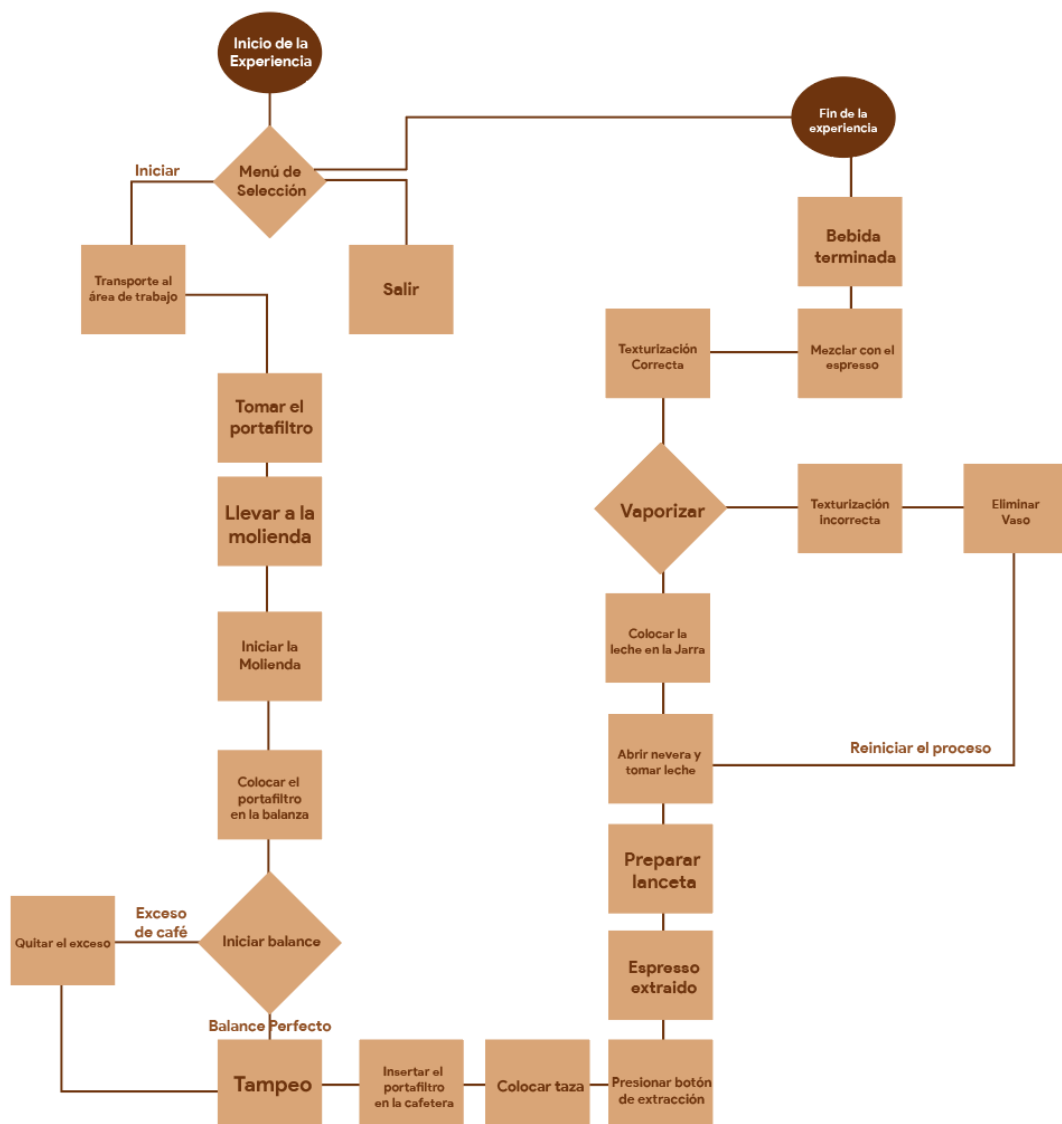 Inicio de la
Experiencia
Menú de
Selección
Iniciar
Transporte al
área de trabajo
Salir
Tomar el
portafiltro
Llevar a la
molienda
Iniciar la
Molienda
Colocar el
portafiltro
en la balanza
Iniciar balance
Exceso
de café
Quitar el exceso
Balance Perfecto
Tampeo
Insertar el
portafiltro
en la cafetera
Colocar taza
Presionar botón
de extracción
Espresso
extraido
Preparar
lanceta
Abrir nevera y
tomar leche
Colocar la
leche en la Jarra
Vaporizar
Texturización
Incorrecta
Eliminar
Vaso
Reiniciar el proceso
Texturización
Correcta
Mezclar con el
espresso
Bebida
terminada
Fin de la
experiencia